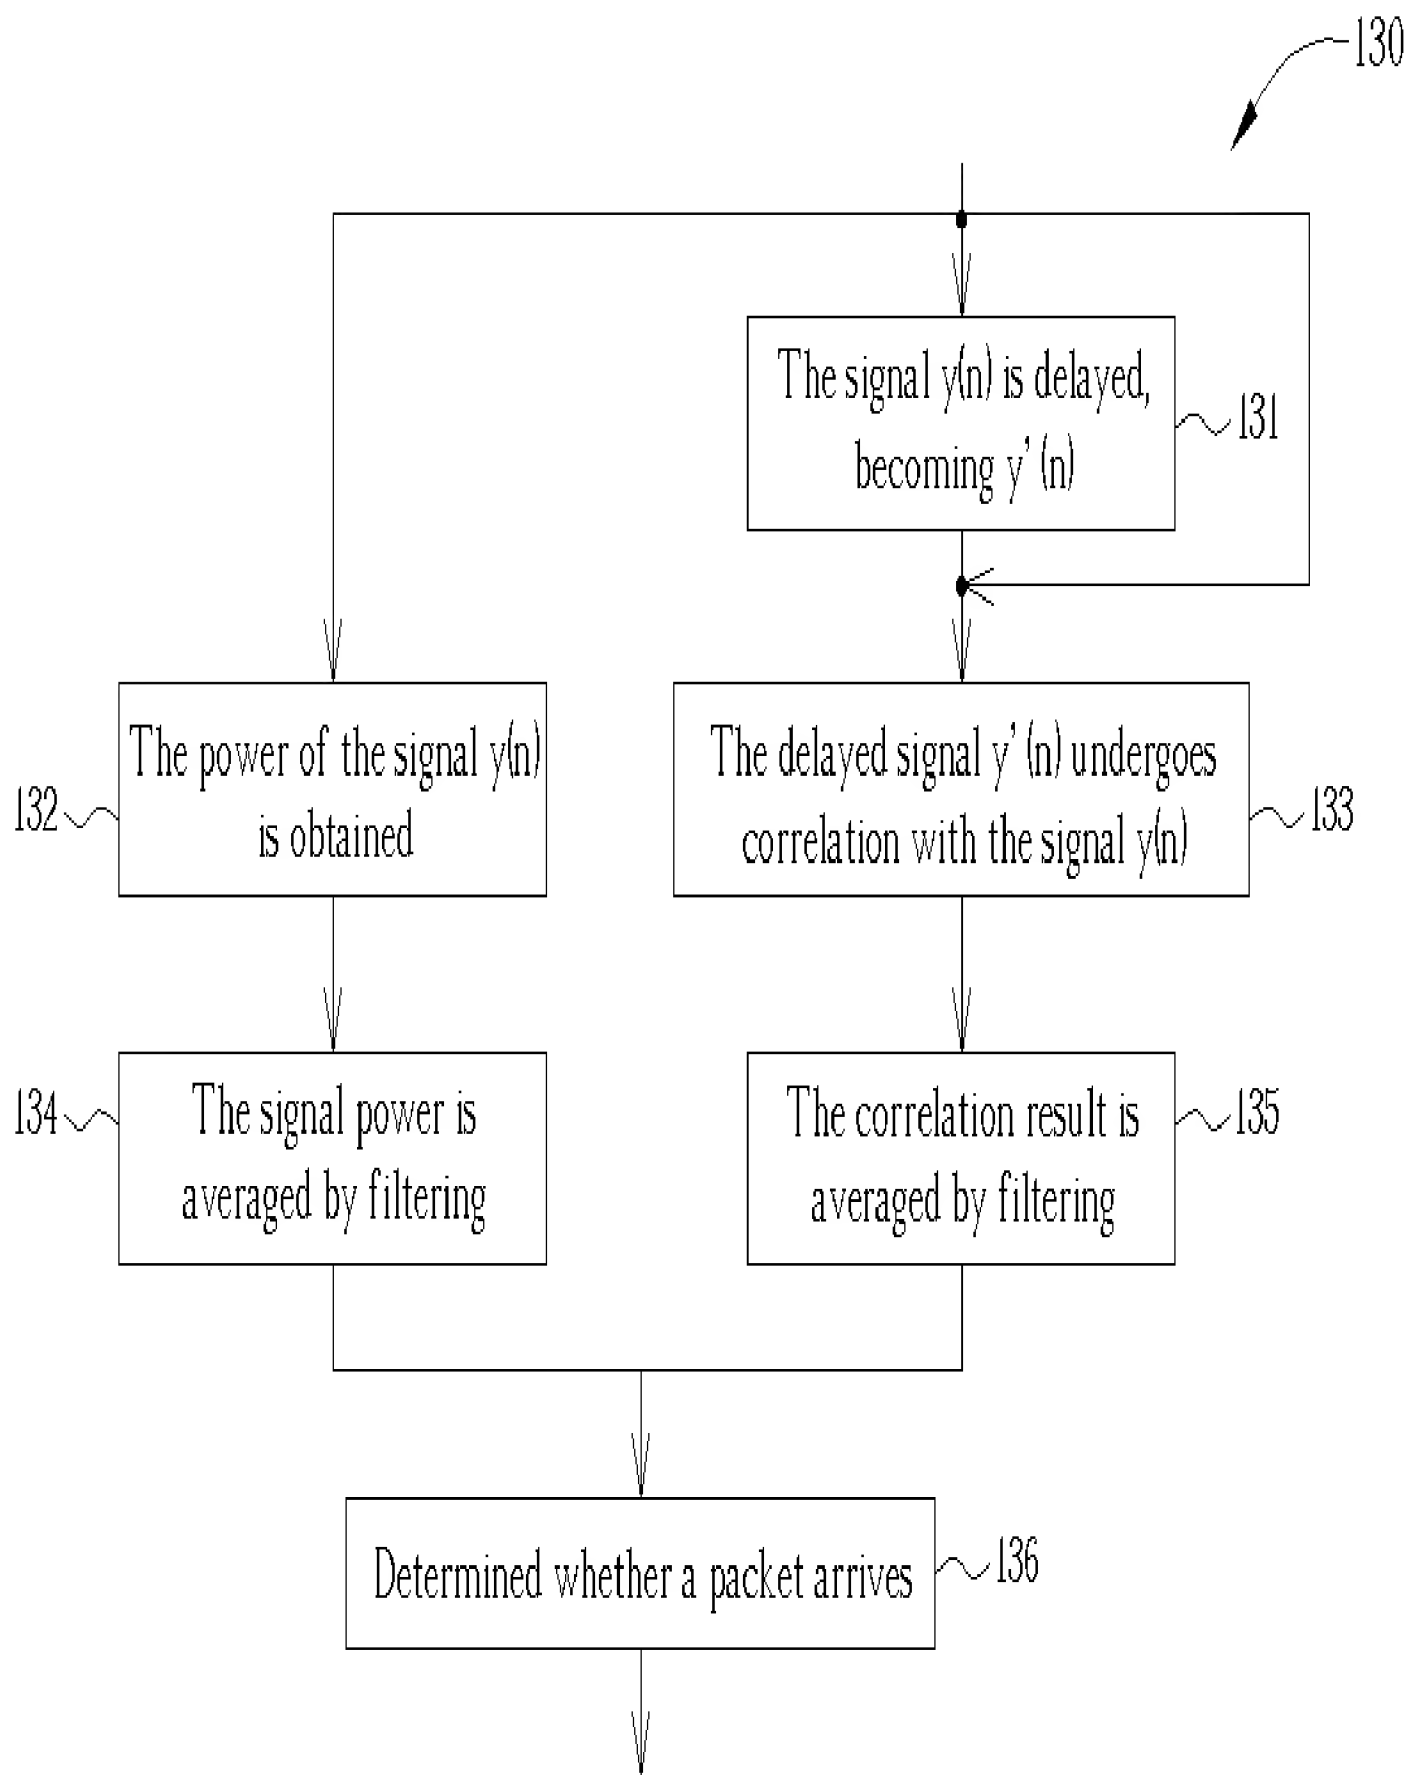 130
The signal y(n) is delayed,
becoming y'(n)
131
The power of the signal y(n)
is obtained
132
The delayed signal y'(n) undergoes
correlation with the signal y(n)
133
The signal power is
averaged by filtering
134
The correlation result is
averaged by filtering
135
Determined whether a packet arrives
136